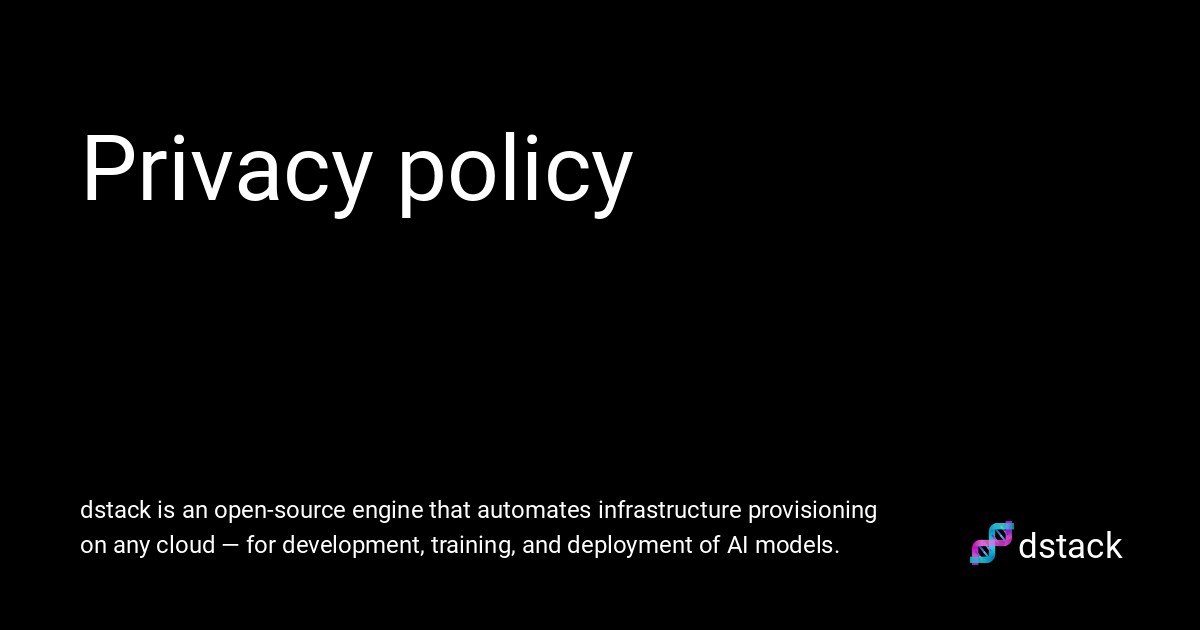 Privacy policy
dstack is an open-source engine that automates infrastructure provisioning
on any cloud — for development, training, and deployment of AI models.
dstack